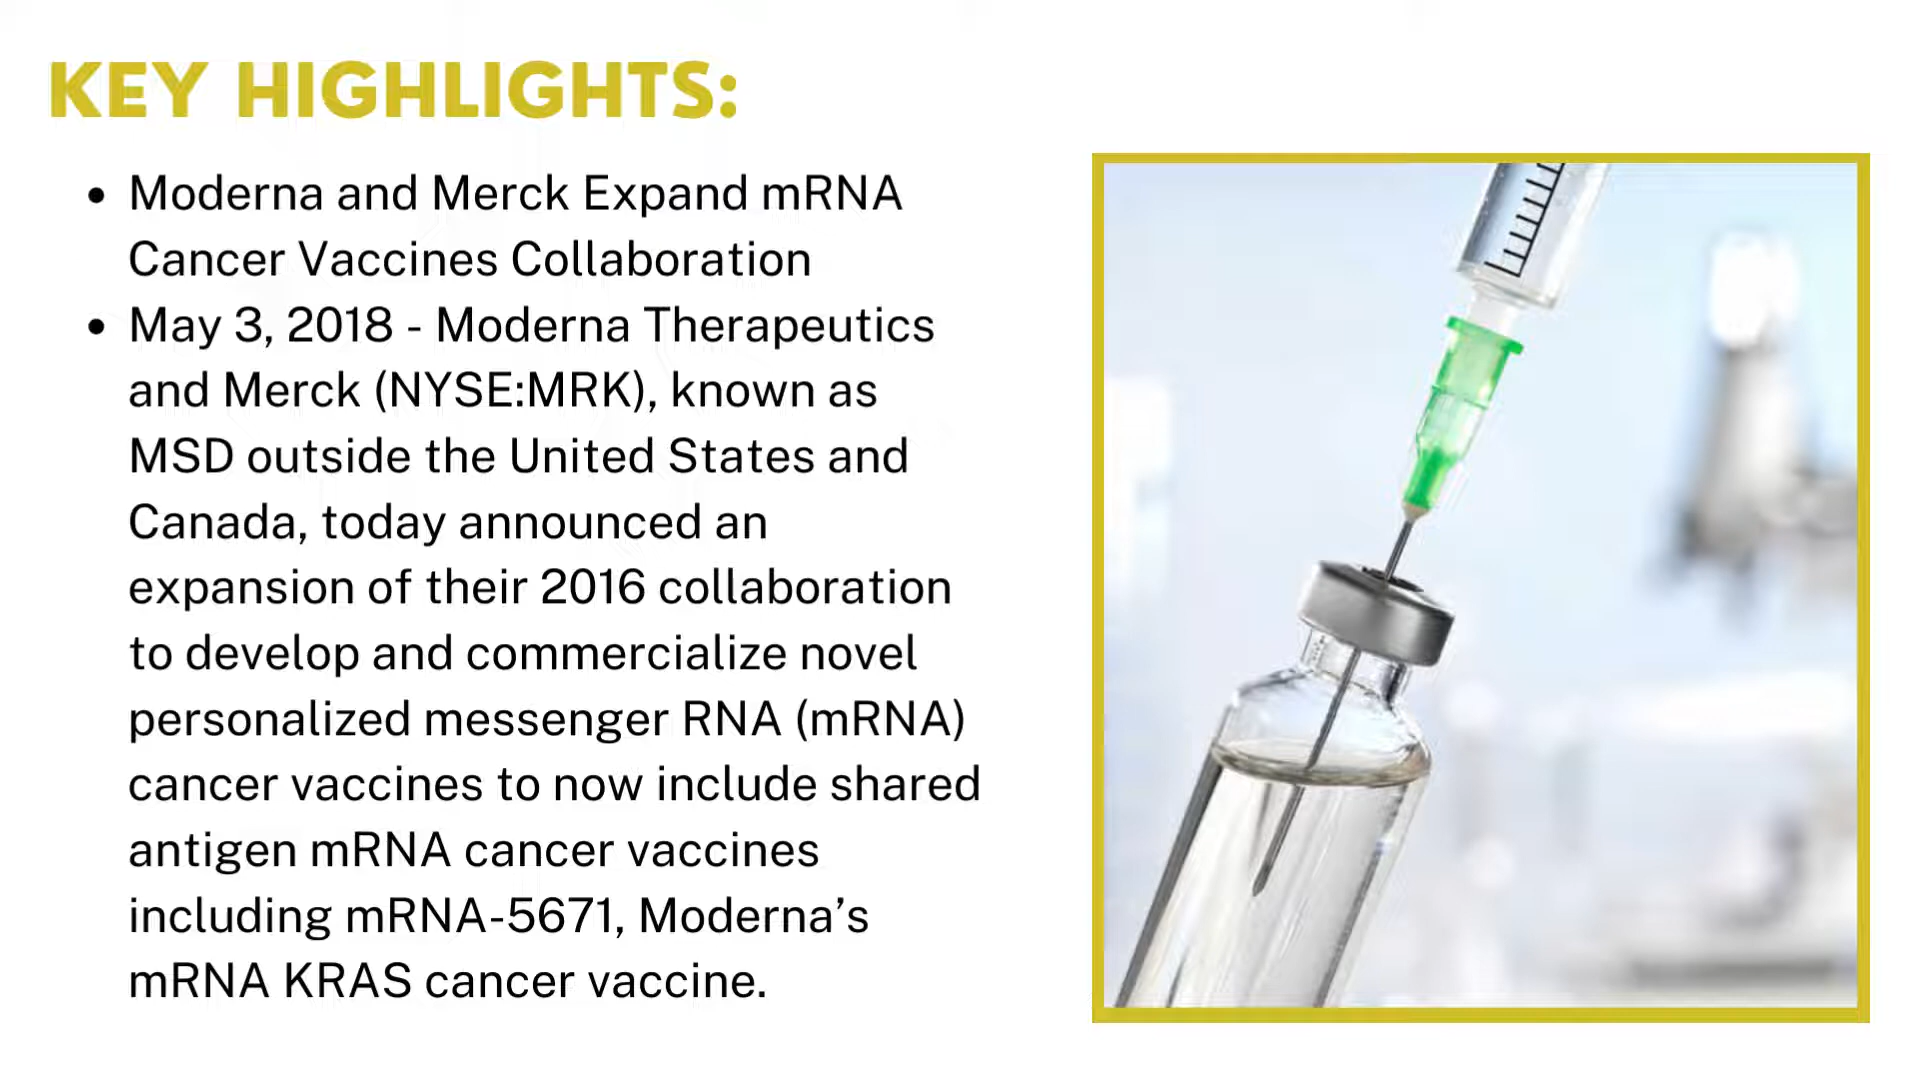 KEY HIGHLIGHTS:
• Moderna and Merck Expand mRNA
Cancer Vaccines Collaboration
• May 3, 2018 - Moderna Therapeutics
and Merck (NYSE:MRK), known as
MSD outside the United States and
Canada, today announced an
expansion of their 2016 collaboration
to develop and commercialize novel
personalized messenger RNA (mRNA)
cancer vaccines to now include shared
antigen mRNA cancer vaccines
including mRNA-5671, Moderna’s
mRNA KRAS cancer vaccine.